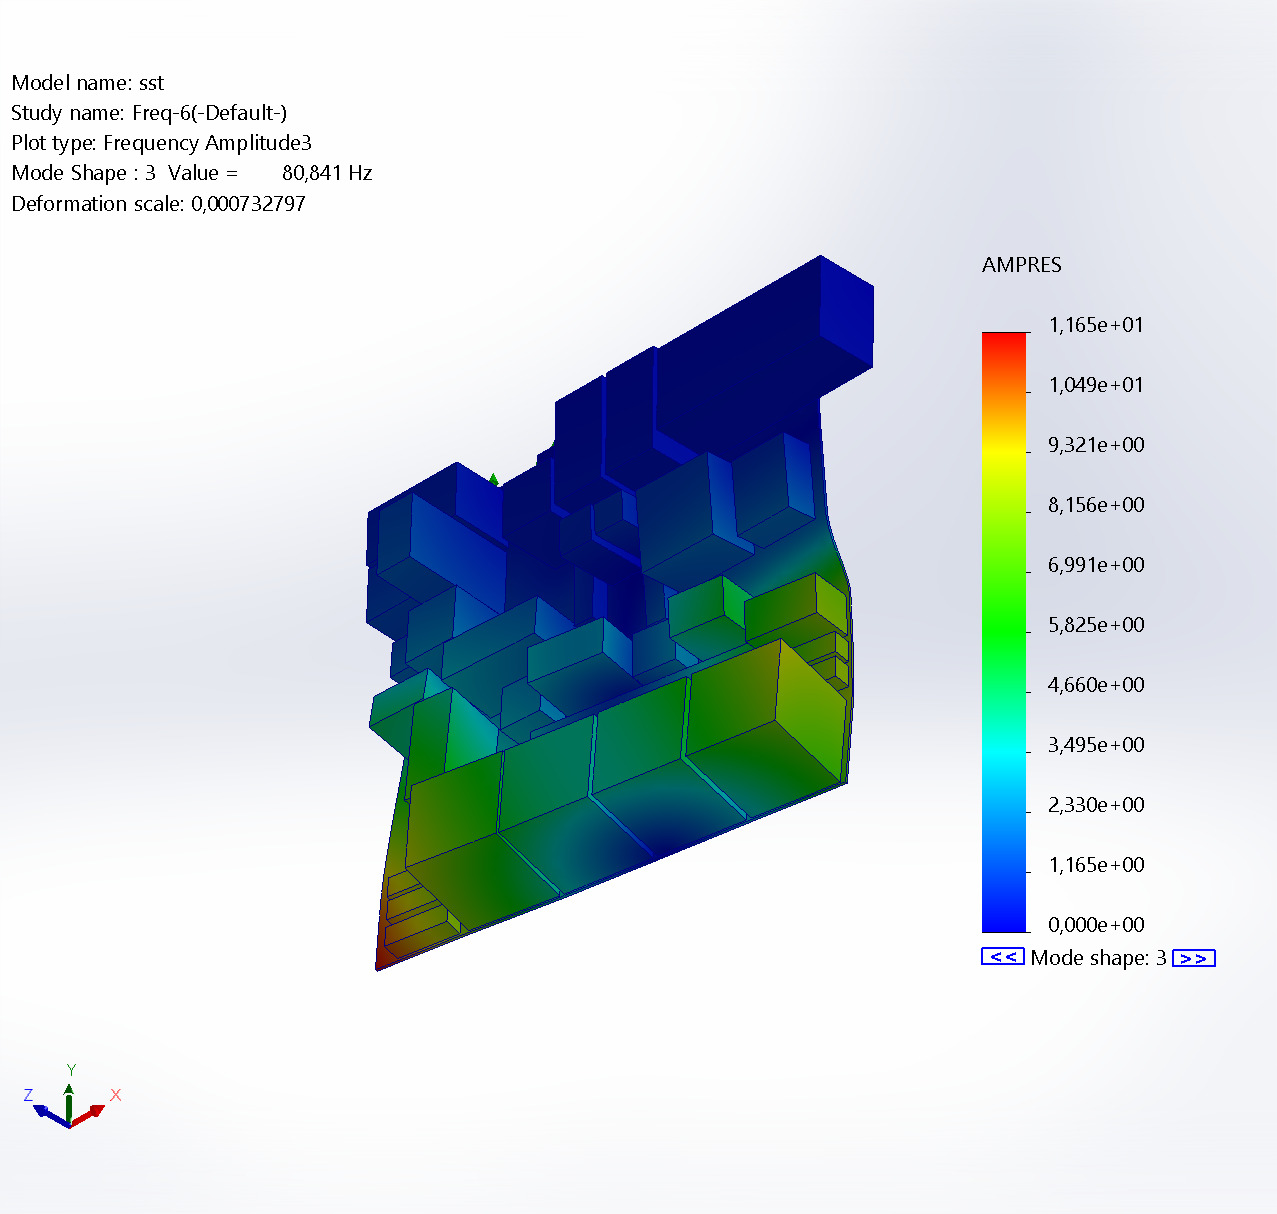 Model name: sst
Study name: Freq-6(-Default-)
Plot type: Frequency Amplitude3
Mode Shape : 3 Value = 80,841 Hz
Deformation scale: 0,000732797
AMPRES
1,165e+01
1,049e+01
9,321e+00
8,156e+00
6,991e+00
5,825e+00
4,660e+00
3,495e+00
2,330e+00
1,165e+00
0,000e+00
<< Mode shape: 3 >>
Y
Z X